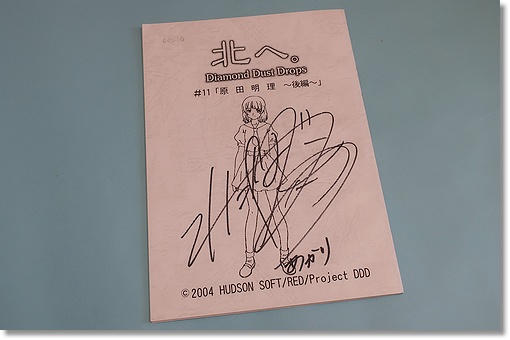 北へ。
Diamond Dust Drops
#11「原田明理 ～後編～」
あかり
©2004 HUDSON SOFT/RED/Project DDD